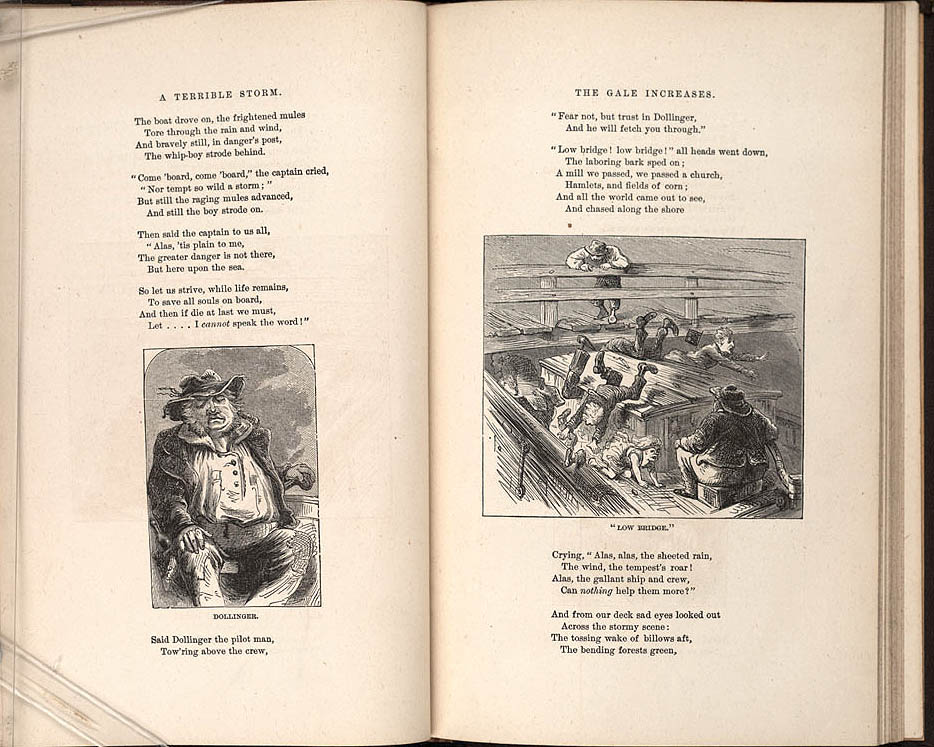 A TERRIBLE STORM.
The boat drove on, the frightened mules
Tore through the rain and wind,
And bravely still, in danger's post,
The whip-boy strode behind.
"Come 'board, come 'board," the captain cried,
"Nor tempt so wild a storm;"
But still the raging mules advanced,
And still the boy strode on.
Then said the captain to us all,
"Alas, 'tis plain to me,
The greater danger is not there,
But here upon the sea.
So let us strive, while life remains,
To save all souls on board,
And then if die at last we must,
Let . . . . I cannot speak the word!"
DOLLINGER.
Said Dollinger the pilot man,
Tow'ring above the crew,
THE GALE INCREASES.
"Fear not, but trust in Dollinger,
And he will fetch you through."
"Low bridge! low bridge!" all heads went down,
The laboring bark sped on;
A mill we passed, we passed a church,
Hamlets, and fields of corn;
And all the world came out to see,
And chased along the shore
"LOW BRIDGE."
Crying, "Alas, alas, the sheeted rain,
The wind, the tempest's roar!
Alas, the gallant ship and crew,
Can nothing help them more?"
And from our deck sad eyes looked out
Across the stormy scene:
The tossing wake of billows aft,
The bending forests green,